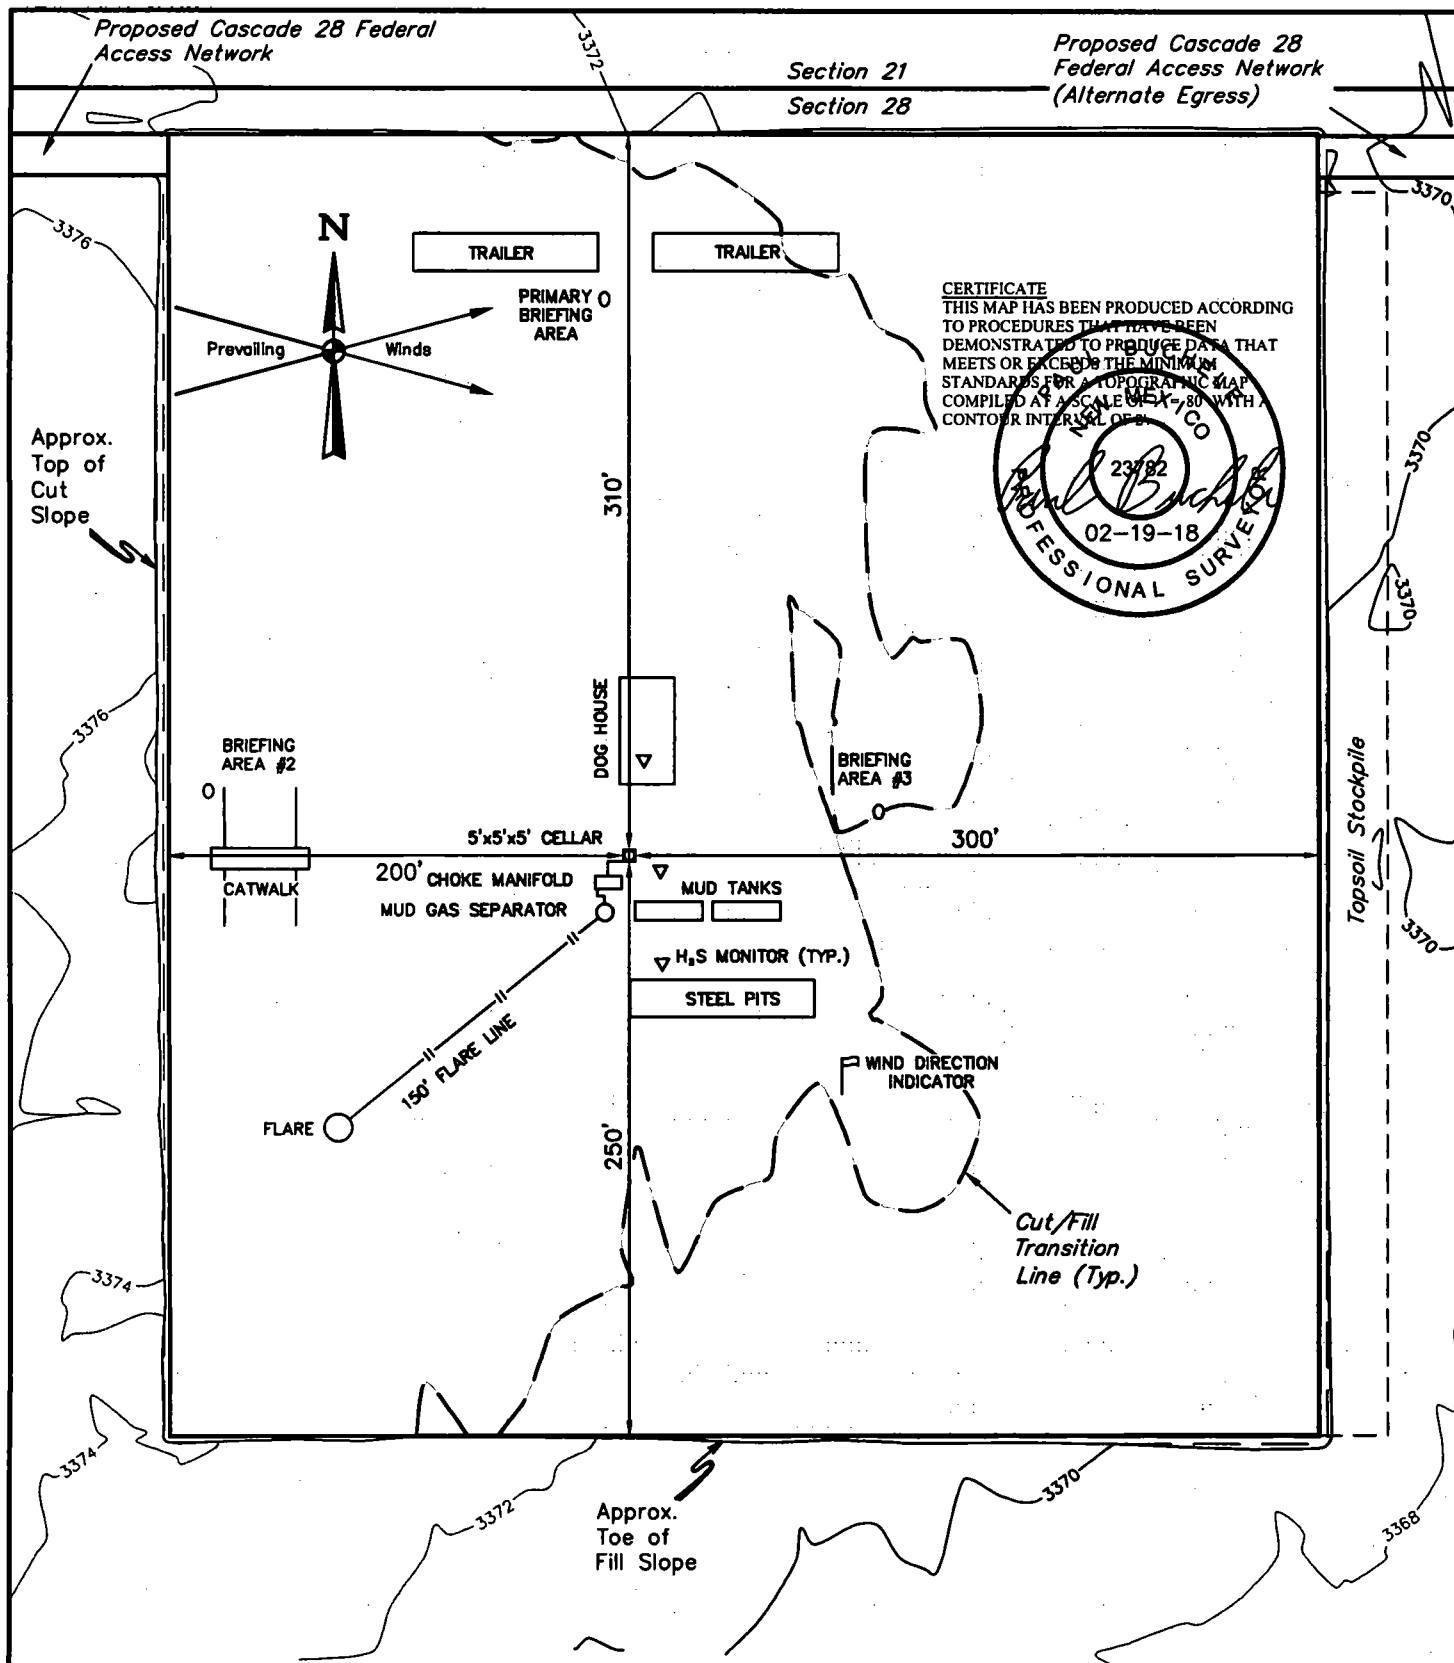 Proposed Cascade 28 Federal
Access Network
3372
Section 21
Section 28
Proposed Cascade 28
Federal Access Network
(Alternate Egress)
3376
3370
N
Prevailing Winds
TRAILER
TRAILER
PRIMARY O
BRIEFING
AREA
CERTIFICATE
THIS MAP HAS BEEN PRODUCED ACCORDING
TO PROCEDURES THAT HAVE BEEN
DEMONSTRATED TO PRODUCE DATA THAT
MEETS OR EXCEEDS THE MINIMUM
STANDARDS FOR A TOPOGRAPHIC MAP
COMPILED AT A SCALE OF WITH A
CONTOUR INTERVAL OF
PAUL BUCHELE
NEW MEXICO
23782
02-19-18
PROFESSIONAL SURVEYOR
Approx.
Top of
Cut
Slope
310'
3370
3370
3376
DOG HOUSE
BRIEFING
AREA #2
O
BRIEFING
AREA #3
O
Topsoil Stockpile
5'x5'x5' CELLAR
200'
300'
CATWALK
CHOKE MANIFOLD
MUD GAS SEPARATOR
MUD TANKS
H₂S MONITOR (TYP.)
STEEL PITS
3370
150' FLARE LINE
FLARE
WIND DIRECTION
INDICATOR
250'
Cut/Fill
Transition
Line (Typ.)
3374
3374
3372
3370
3368
Approx.
Toe of
Fill Slope